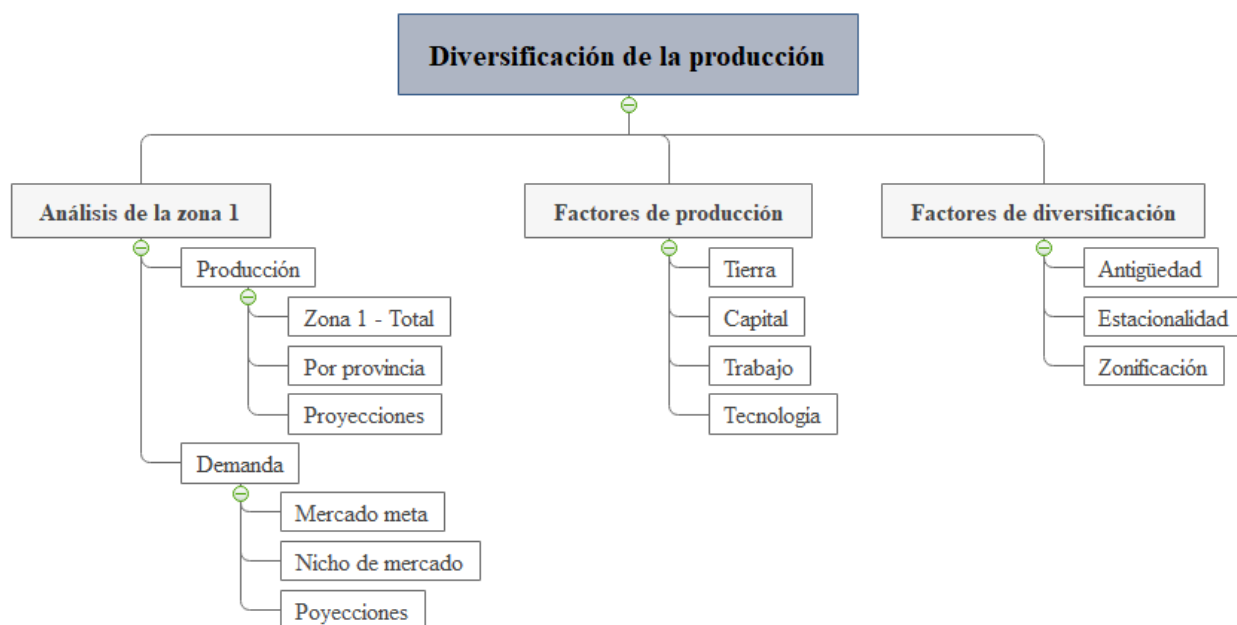 Diversificación de la producción
Análisis de la zona 1
Producción
Zona 1 - Total
Por provincia
Proyecciones
Demanda
Mercado meta
Nicho de mercado
Poyecciones
Factores de producción
Tierra
Capital
Trabajo
Tecnología
Factores de diversificación
Antigüedad
Estacionalidad
Zonificación